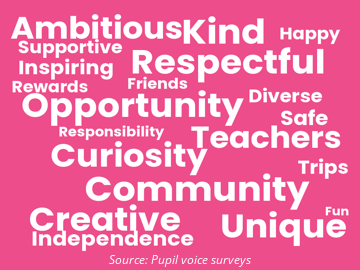 Ambitious Kind
Happy
Supportive
Respectful
Inspiring
Rewards
Friends
Opportunity
Diverse
Safe
Responsibility
Teachers
Curiosity
Trips
Community
Fun
Creative
Unique
Independence
Source: Pupil voice surveys